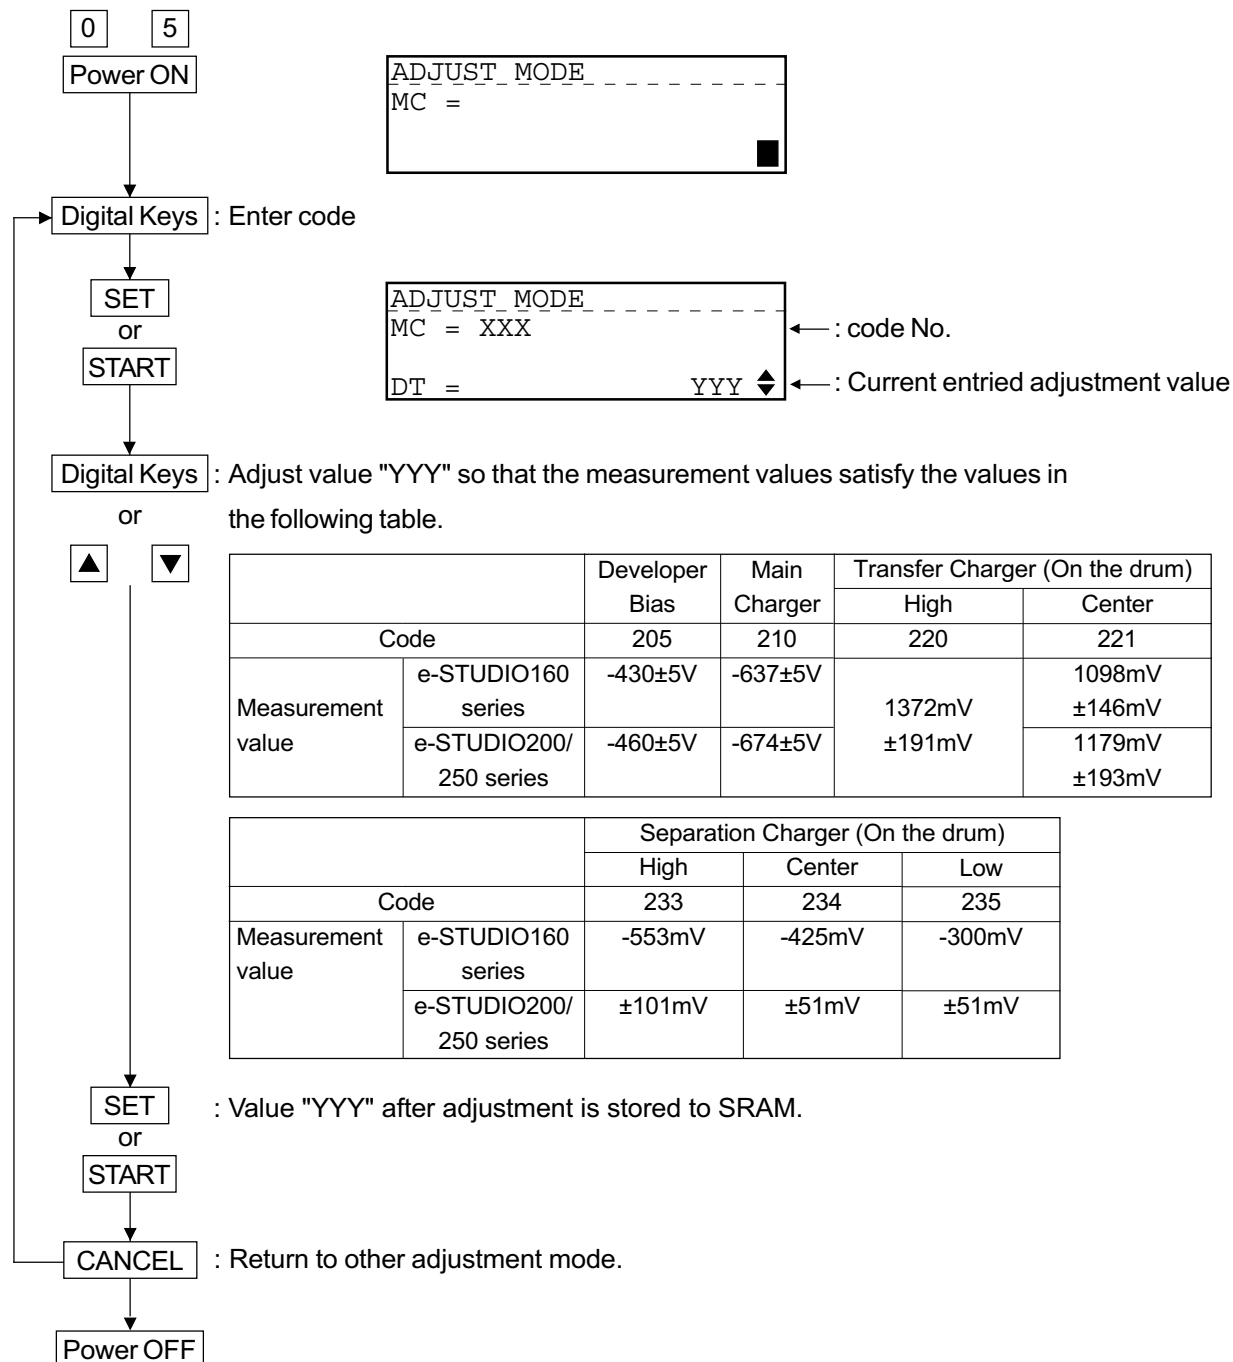 0 5
Power ON
ADJUST MODE
MC =
Digital Keys : Enter code
SET
or
START
ADJUST MODE
MC = XXX
: code No.
DT = YYY
: Current entried adjustment value
Digital Keys : Adjust value "YYY" so that the measurement values satisfy the values in
or the following table.
▲ ▼
Developer Main Transfer Charger (On the drum)
Bias Charger High Center
Code 205 210 220 221
e-STUDIO160 -430±5V -637±5V 1098mV
Measurement series 1372mV ±146mV
value e-STUDIO200/ -460±5V -674±5V ±191mV 1179mV
250 series ±193mV
Separation Charger (On the drum)
High Center Low
Code 233 234 235
Measurement e-STUDIO160 -553mV -425mV -300mV
value series
e-STUDIO200/ ±101mV ±51mV ±51mV
250 series
SET : Value "YYY" after adjustment is stored to SRAM.
or
START
CANCEL : Return to other adjustment mode.
Power OFF